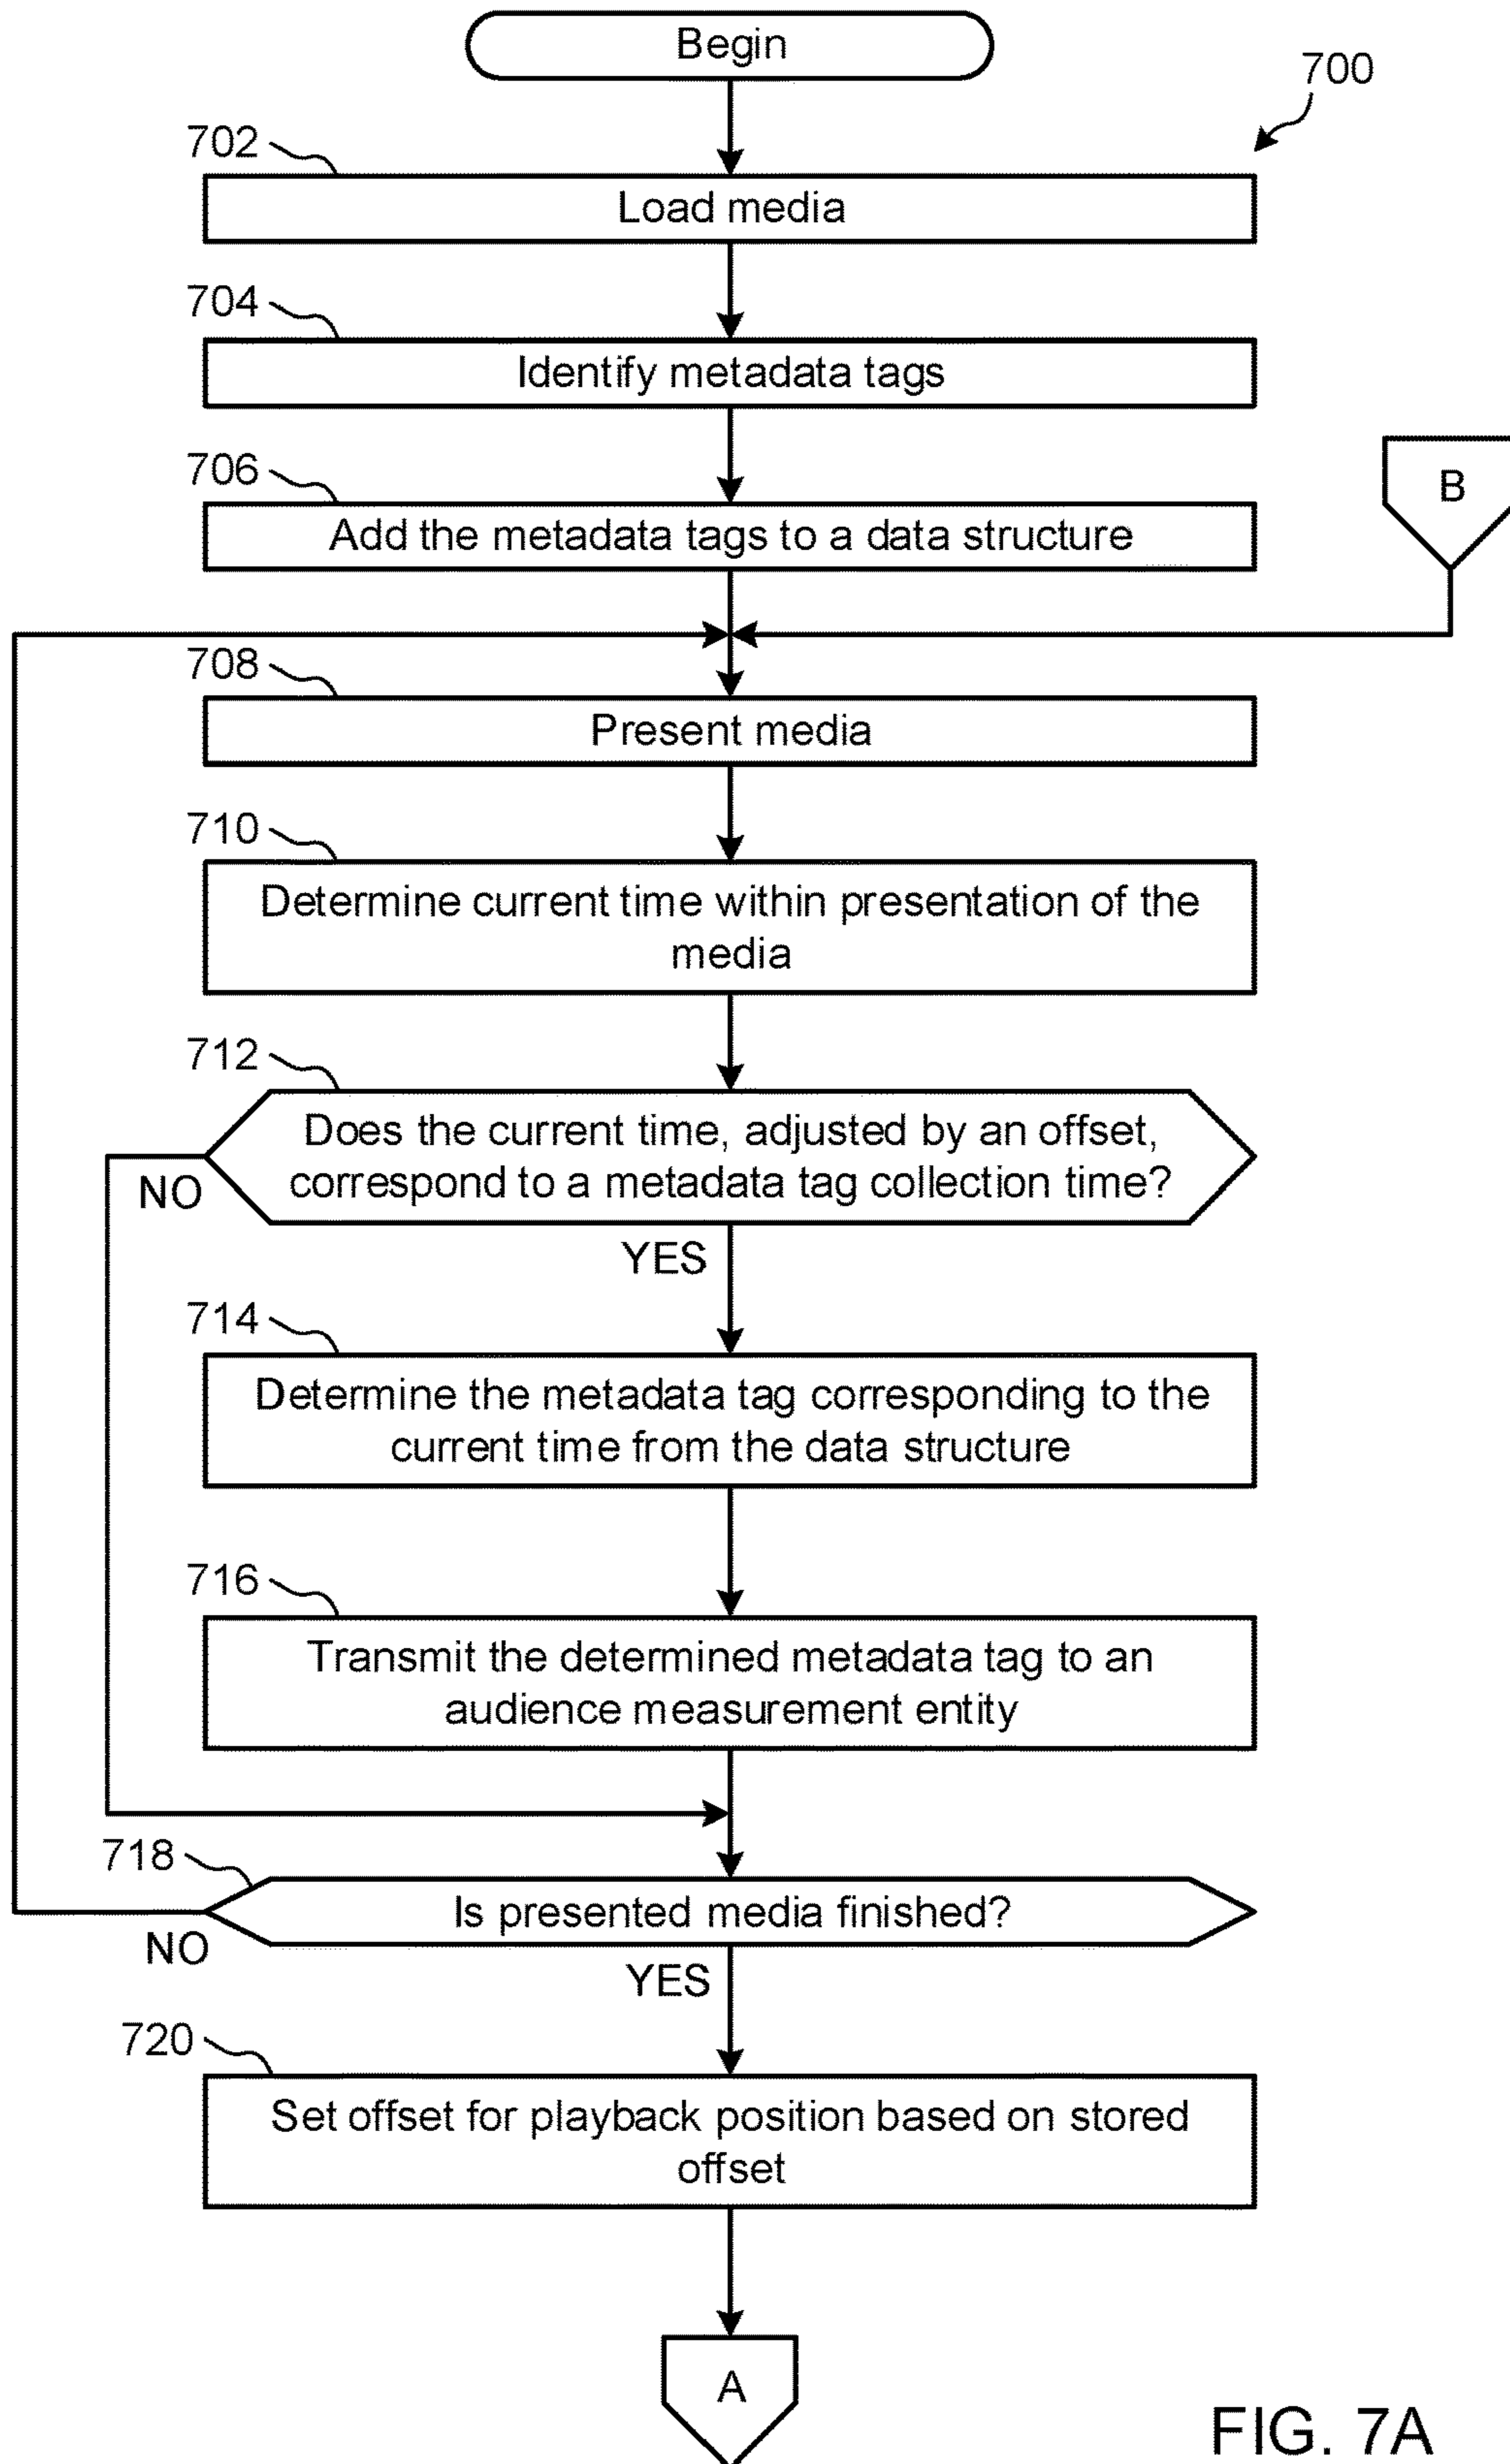 Begin
700
702
Load media
704
Identify metadata tags
706
Add the metadata tags to a data structure
B
708
Present media
710
Determine current time within presentation of the
media
712
Does the current time, adjusted by an offset,
correspond to a metadata tag collection time?
NO
YES
714
Determine the metadata tag corresponding to the
current time from the data structure
716
Transmit the determined metadata tag to an
audience measurement entity
718
Is presented media finished?
NO
YES
720
Set offset for playback position based on stored
offset
A
FIG. 7A